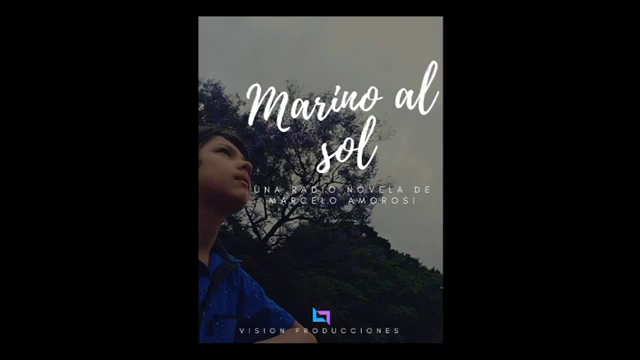 Marino al
sol
UNA RADIO NOVELA DE
MARCELO AMOROSI
VISION PRODUCCIONES